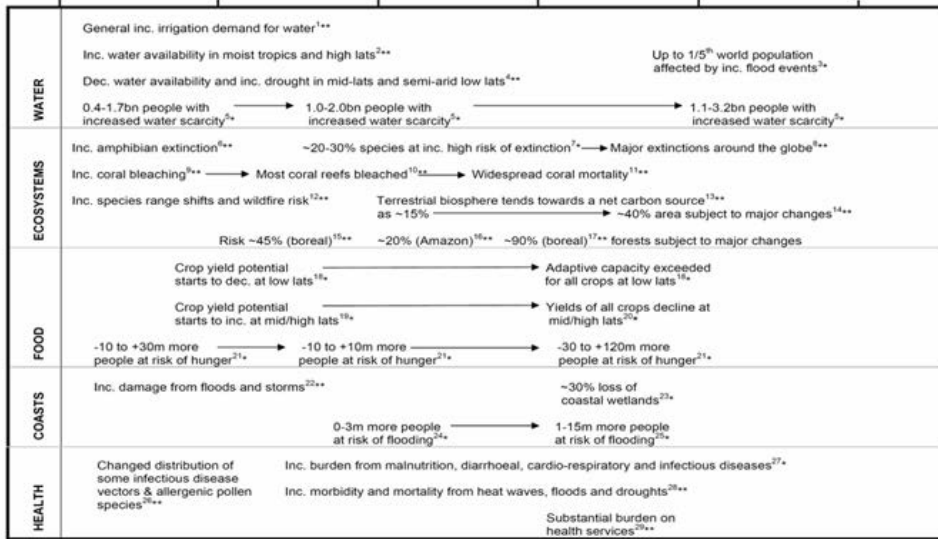 WATER
General inc. irrigation demand for water¹**
Inc. water availability in moist tropics and high lats²**
Up to 1/5th world population
affected by inc. flood events³*
Dec. water availability and inc. drought in mid-lats and semi-arid low lats⁴**
0.4-1.7bn people with
increased water scarcity⁵*
1.0-2.0bn people with
increased water scarcity⁵*
1.1-3.2bn people with
increased water scarcity⁵*
ECOSYSTEMS
Inc. amphibian extinction⁶**
~20-30% species at inc. high risk of extinction⁷*
Major extinctions around the globe⁸**
Inc. coral bleaching⁹**
Most coral reefs bleached¹⁰**
Widespread coral mortality¹¹**
Inc. species range shifts and wildfire risk¹²**
Terrestrial biosphere tends towards a net carbon source¹³**
as ~15%
~40% area subject to major changes¹⁴**
Risk ~45% (boreal)¹⁵**
~20% (Amazon)¹⁶**
~90% (boreal)¹⁷** forests subject to major changes
FOOD
Crop yield potential
starts to dec. at low lats¹⁸*
Adaptive capacity exceeded
for all crops at low lats¹⁸*
Crop yield potential
starts to inc. at mid/high lats¹⁹*
Yields of all crops decline at
mid/high lats²⁰*
-10 to +30m more
people at risk of hunger²¹*
-10 to +10m more
people at risk of hunger²¹*
-30 to +120m more
people at risk of hunger²¹*
COASTS
Inc. damage from floods and storms²²**
~30% loss of
coastal wetlands²³*
0-3m more people
at risk of flooding²⁴*
1-15m more people
at risk of flooding²⁵*
HEALTH
Changed distribution of
some infectious disease
vectors & allergenic pollen
species²⁶**
Inc. burden from malnutrition, diarrhoeal, cardio-respiratory and infectious diseases²⁷*
Inc. morbidity and mortality from heat waves, floods and droughts²⁸**
Substantial burden on
health services²⁹**